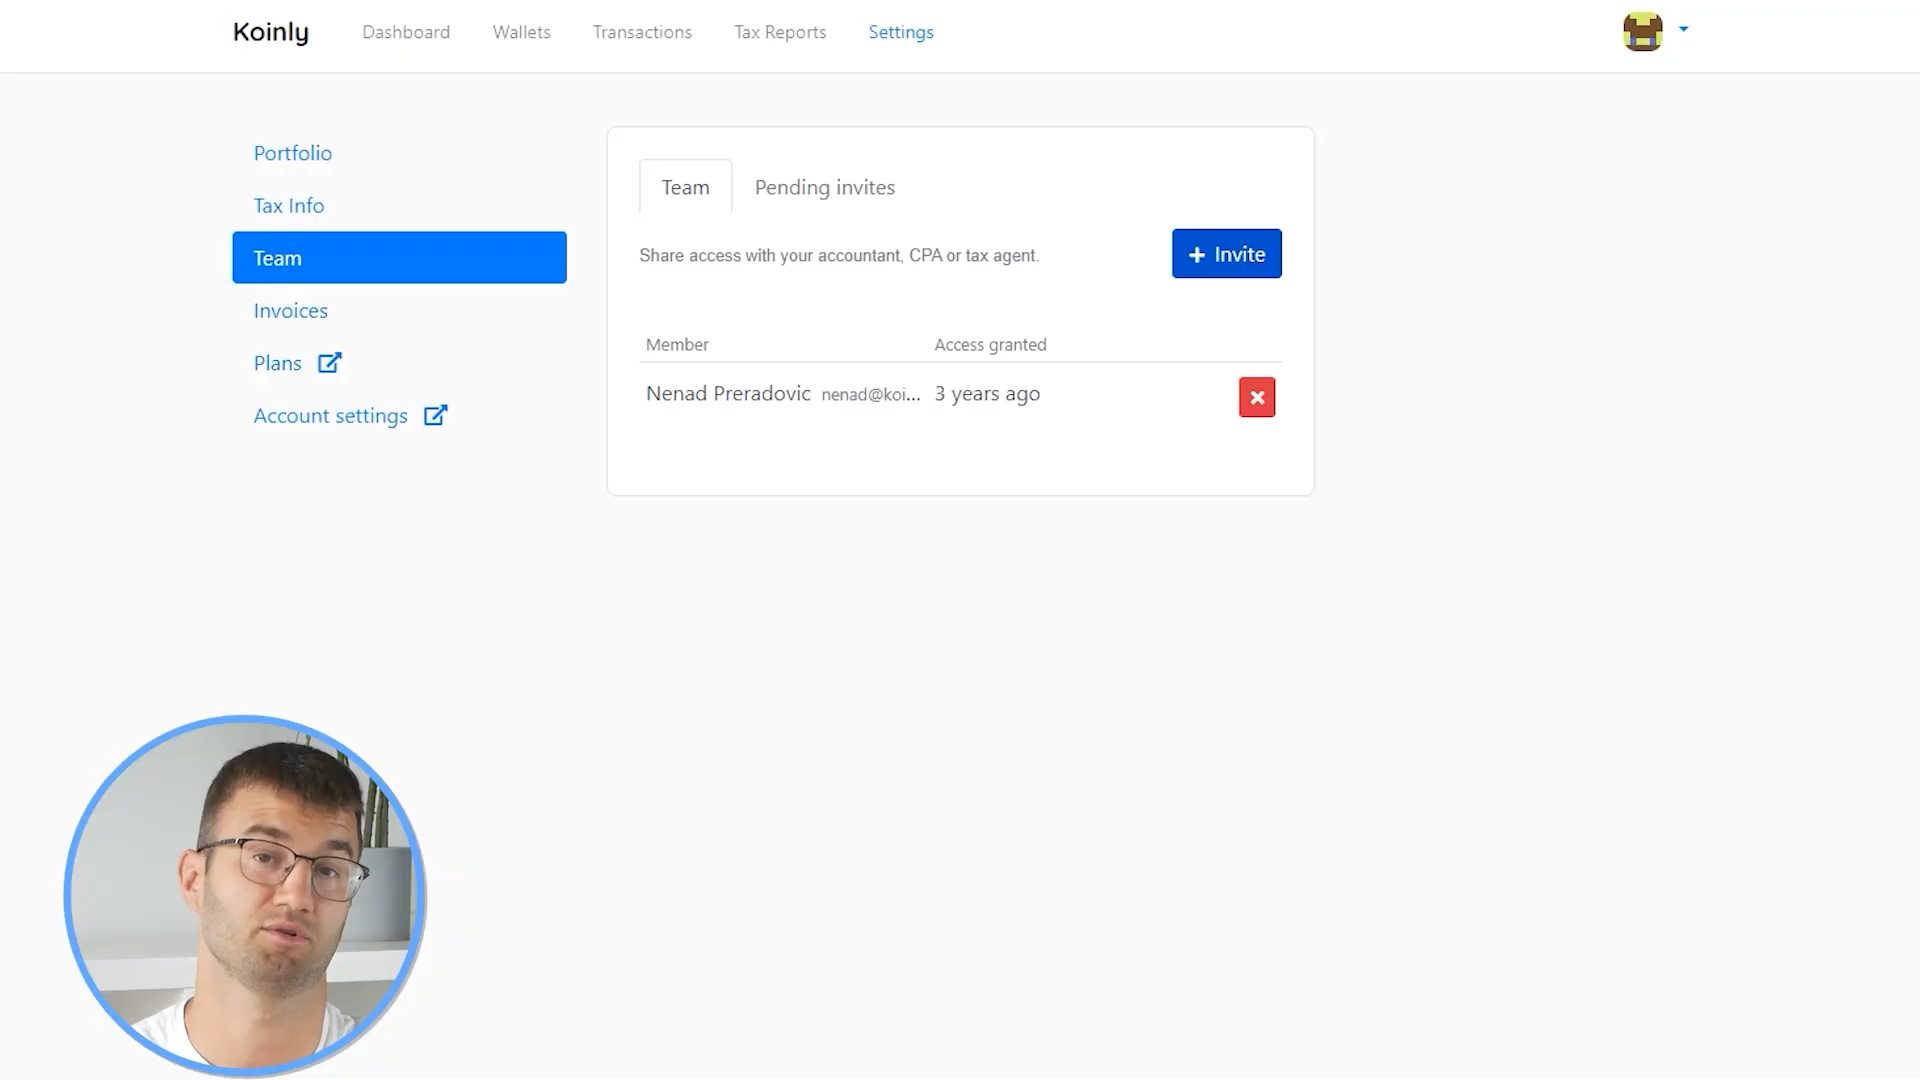 Koinly Dashboard Wallets Transactions Tax Reports Settings
Portfolio
Tax Info
Team
Invoices
Plans
Account settings
Team Pending invites
Share access with your accountant, CPA or tax agent.
+ Invite
Member Access granted
Nenad Preradovic nenad@koi... 3 years ago